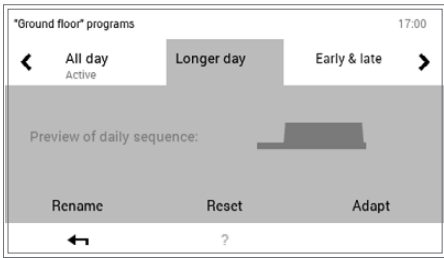 "Ground floor" programs 17:00
All day Longer day Early & late
Active
Preview of daily sequence:
Rename Reset Adapt
?